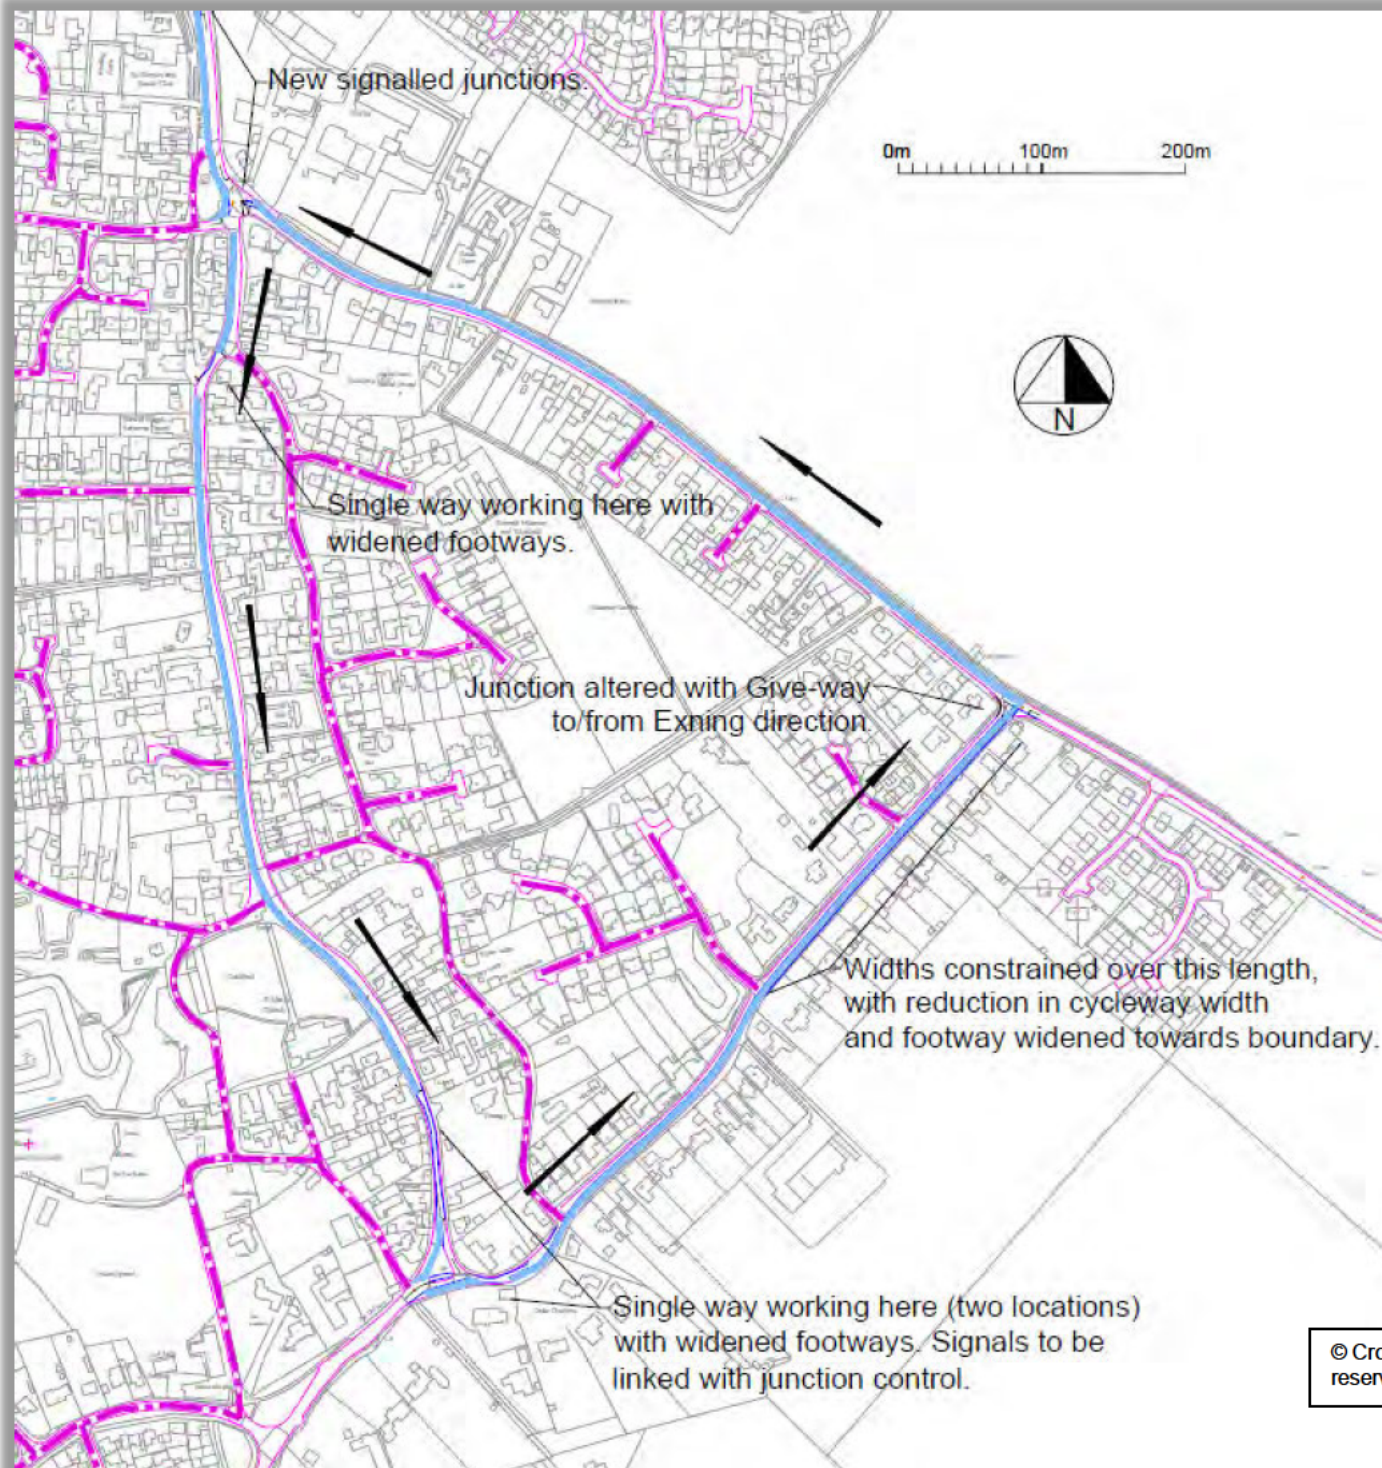 New signalled junctions.
0m 100m 200m
N
Single way working here with
widened footways.
Junction altered with Give-way
to/from Exning direction.
Widths constrained over this length,
with reduction in cycleway width
and footway widened towards boundary.
Single way working here (two locations)
with widened footways. Signals to be
linked with junction control.
© Cro
reserv